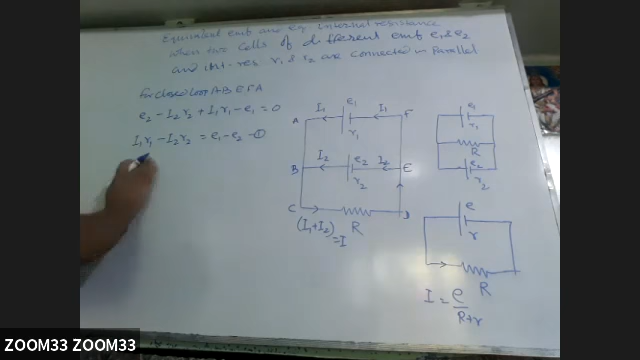 Equivalent emf and eq internal resistance
when two cells of different emf e1 & e2
and int. res r1 & r2 are connected in Parallel
For closed loop ABEFA
e2 - I2r2 + I1r1 - e1 = 0
I1r1 - I2r2 = e1 - e2 - ①
A I1 e1 r1 I1 F
B I2 e2 r2 I2 E
C (I1+I2) = I R D
e1
r1
R
e2
r2
e
r
R
I = e / R+r
ZOOM33 ZOOM33